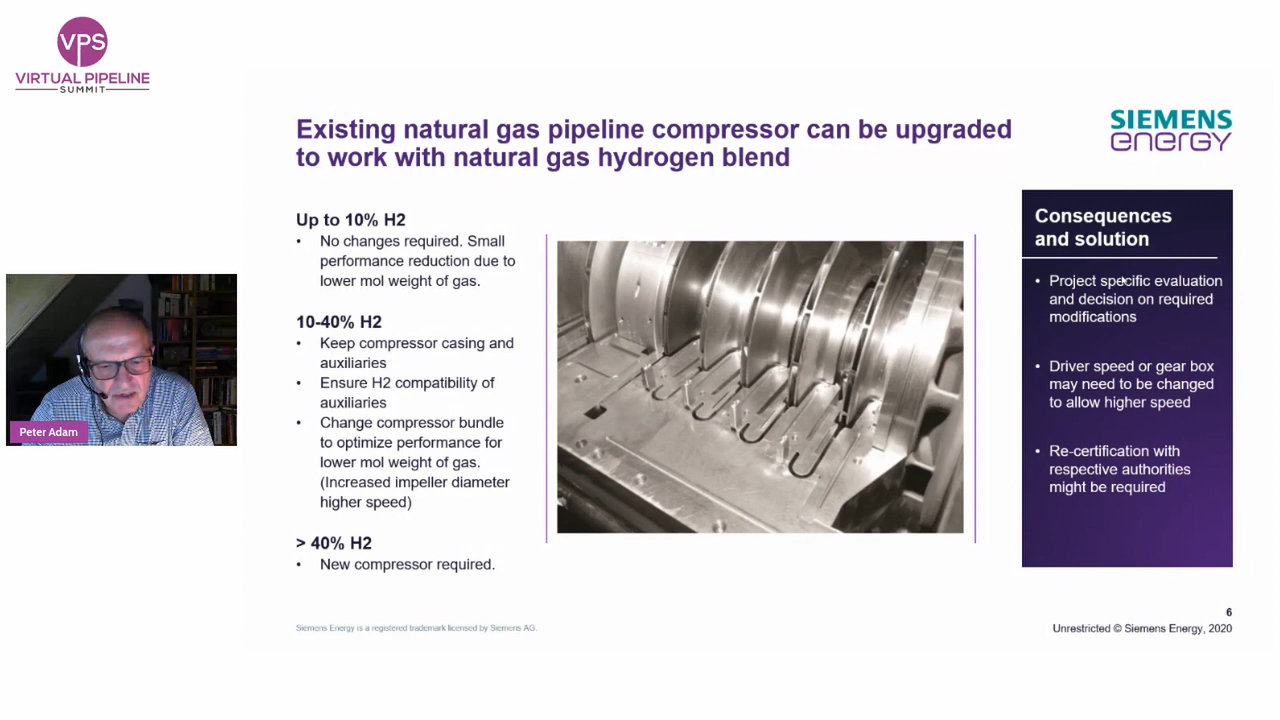 VPS
VIRTUAL PIPELINE
SUMMIT
Existing natural gas pipeline compressor can be upgraded
to work with natural gas hydrogen blend
SIEMENS
energy
Up to 10% H2
• No changes required. Small
performance reduction due to
lower mol weight of gas.
10-40% H2
• Keep compressor casing and
auxiliaries
• Ensure H2 compatibility of
auxiliaries
• Change compressor bundle
to optimize performance for
lower mol weight of gas.
(Increased impeller diameter
higher speed)
> 40% H2
• New compressor required.
Consequences
and solution
• Project specific evaluation
and decision on required
modifications
• Driver speed or gear box
may need to be changed
to allow higher speed
• Re-certification with
respective authorities
might be required
Peter Adam
Siemens Energy is a registered trademark licensed by Siemens AG.
6
Unrestricted © Siemens Energy, 2020